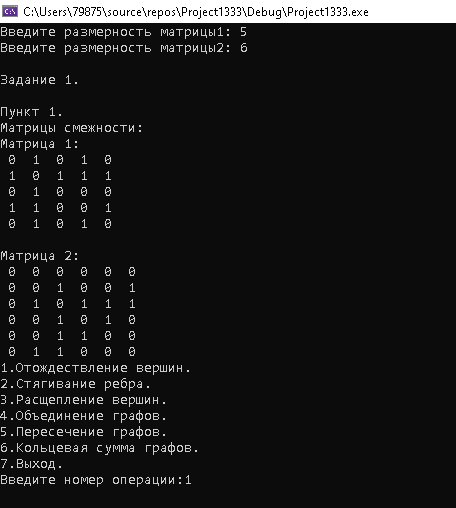 C:\Users\79875\source\repos\Project1333\Debug\Project1333.exe
Введите размерность матрицы1: 5
Введите размерность матрицы2: 6
Задание 1.
Пункт 1.
Матрицы смежности:
Матрица 1:
0 1 0 1 0
1 0 1 1 1
0 1 0 0 0
1 1 0 0 1
0 1 0 1 0
Матрица 2:
0 0 0 0 0 0
0 0 1 0 0 1
0 1 0 1 1 1
0 0 1 0 1 0
0 0 1 1 0 0
0 1 1 0 0 0
1.Отождествление вершин.
2.Стягивание ребра.
3.Расщепление вершин.
4.Объединение графов.
5.Пересечение графов.
6.Кольцевая сумма графов.
7.Выход.
Введите номер операции:1